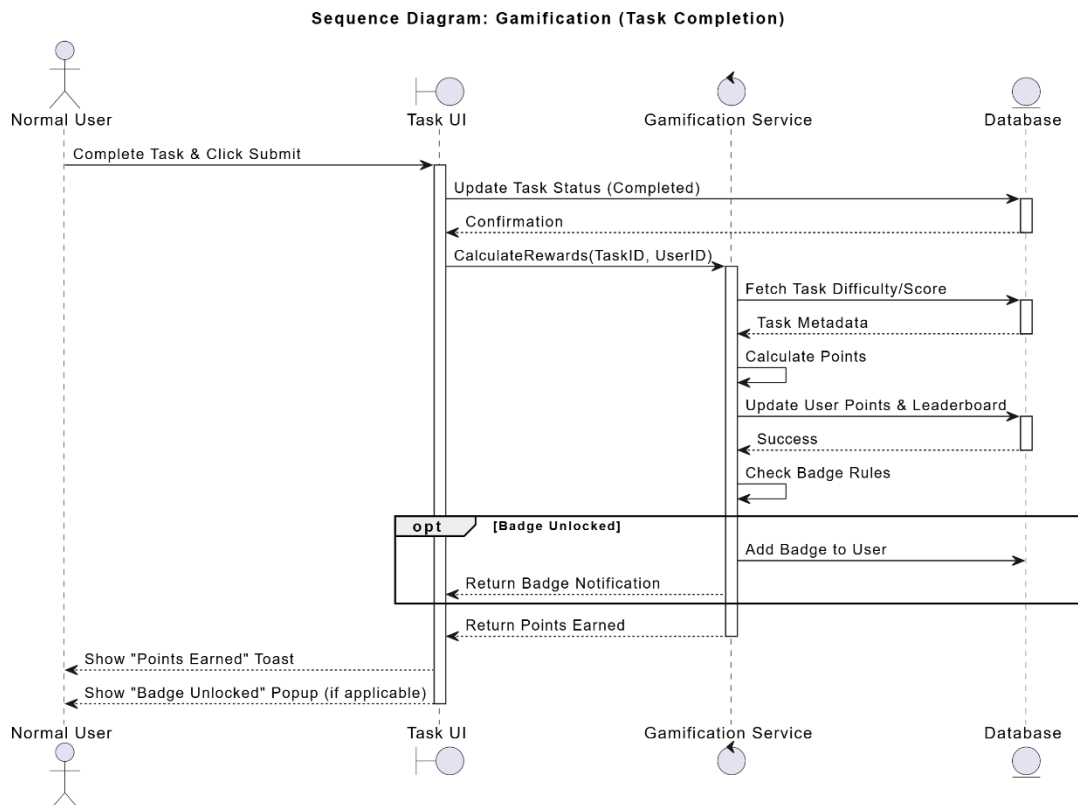 Sequence Diagram: Gamification (Task Completion)
Normal User
Task UI
Gamification Service
Database
Complete Task & Click Submit
Update Task Status (Completed)
Confirmation
CalculateRewards(TaskID, UserID)
Fetch Task Difficulty/Score
Task Metadata
Calculate Points
Update User Points & Leaderboard
Success
Check Badge Rules
opt
[Badge Unlocked]
Add Badge to User
Return Badge Notification
Return Points Earned
Show "Points Earned" Toast
Show "Badge Unlocked" Popup (if applicable)
Normal User
Task UI
Gamification Service
Database